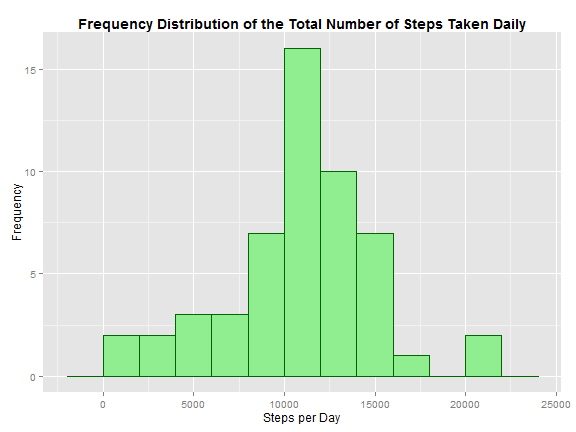 Frequency Distribution of the Total Number of Steps Taken Daily
15
10
5
0
Frequency
0 5000 10000 15000 20000 25000
Steps per Day